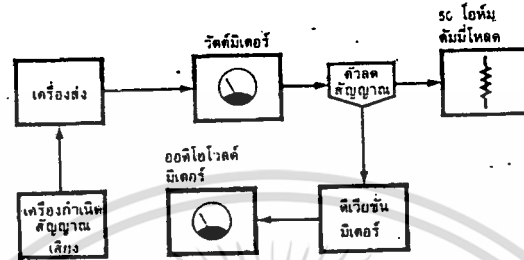 50 โอห์ม
ดัมมี่โหลด
วัตต์มิเตอร์
เครื่องส่ง
ตัวลด
สัญญาณ
ออดิโอโวลต์
มิเตอร์
เครื่องกำเนิด
สัญญาณ
เสียง
ดีเวียชั่น
มิเตอร์